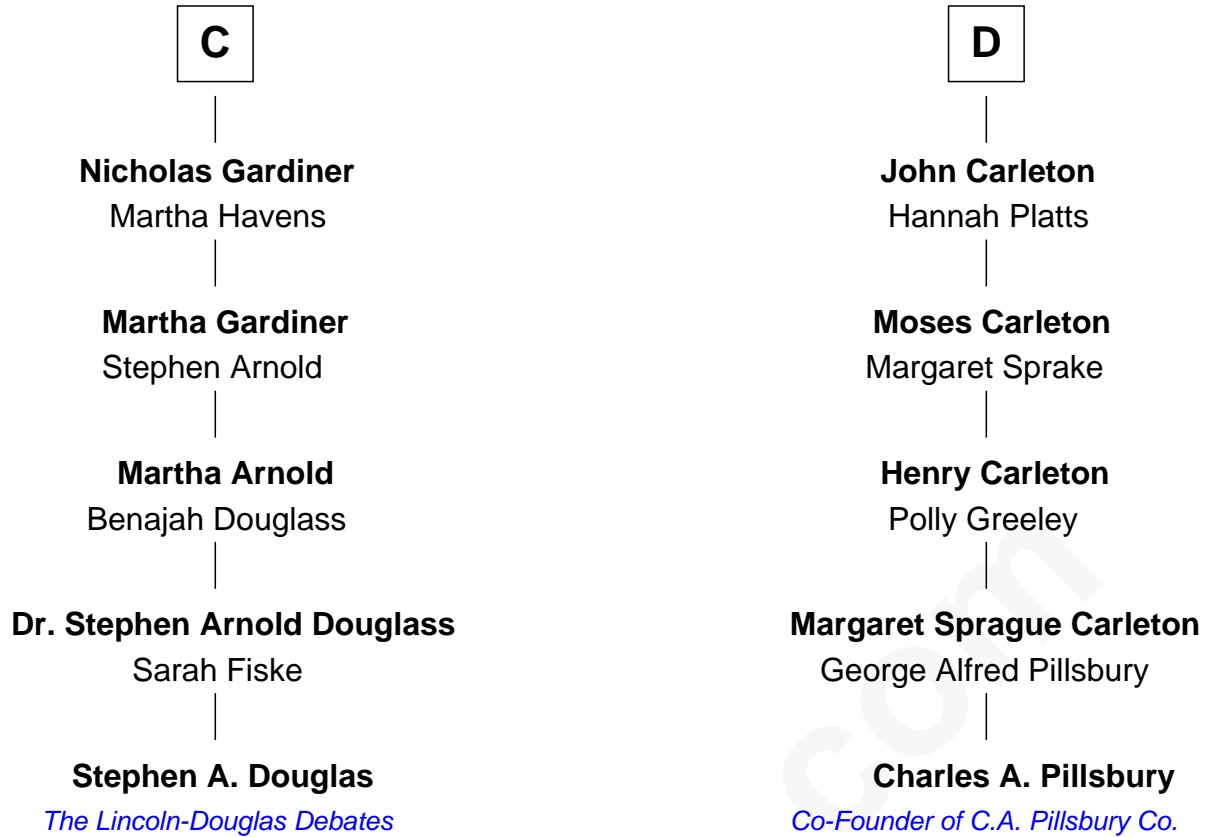 C
Nicholas Gardiner
Martha Havens
Martha Gardiner
Stephen Arnold
Martha Arnold
Benajah Douglass
Dr. Stephen Arnold Douglass
Sarah Fiske
Stephen A. Douglas
The Lincoln-Douglas Debates
D
John Carleton
Hannah Platts
Moses Carleton
Margaret Sprake
Henry Carleton
Polly Greeley
Margaret Sprague Carleton
George Alfred Pillsbury
Charles A. Pillsbury
Co-Founder of C.A. Pillsbury Co.
com